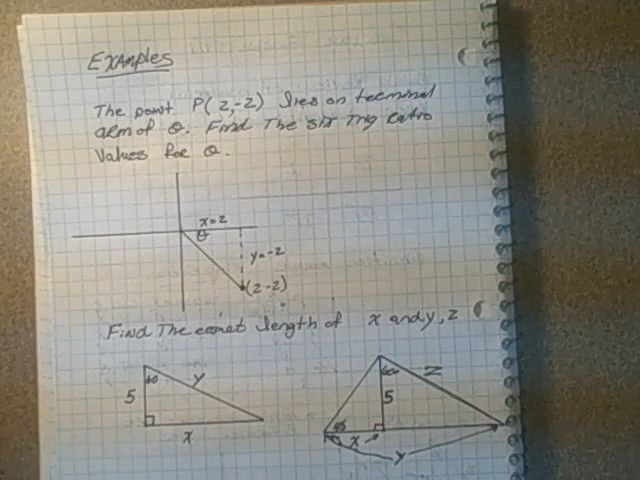 Examples
The point P(2,-2) lies on terminal
arm of θ. Find The six Trig ratio
Values for θ.
x=2
θ
y=-2
(2-2)
Find The exact length of x and y, z
60 y
5
x
60 z
5
x
y